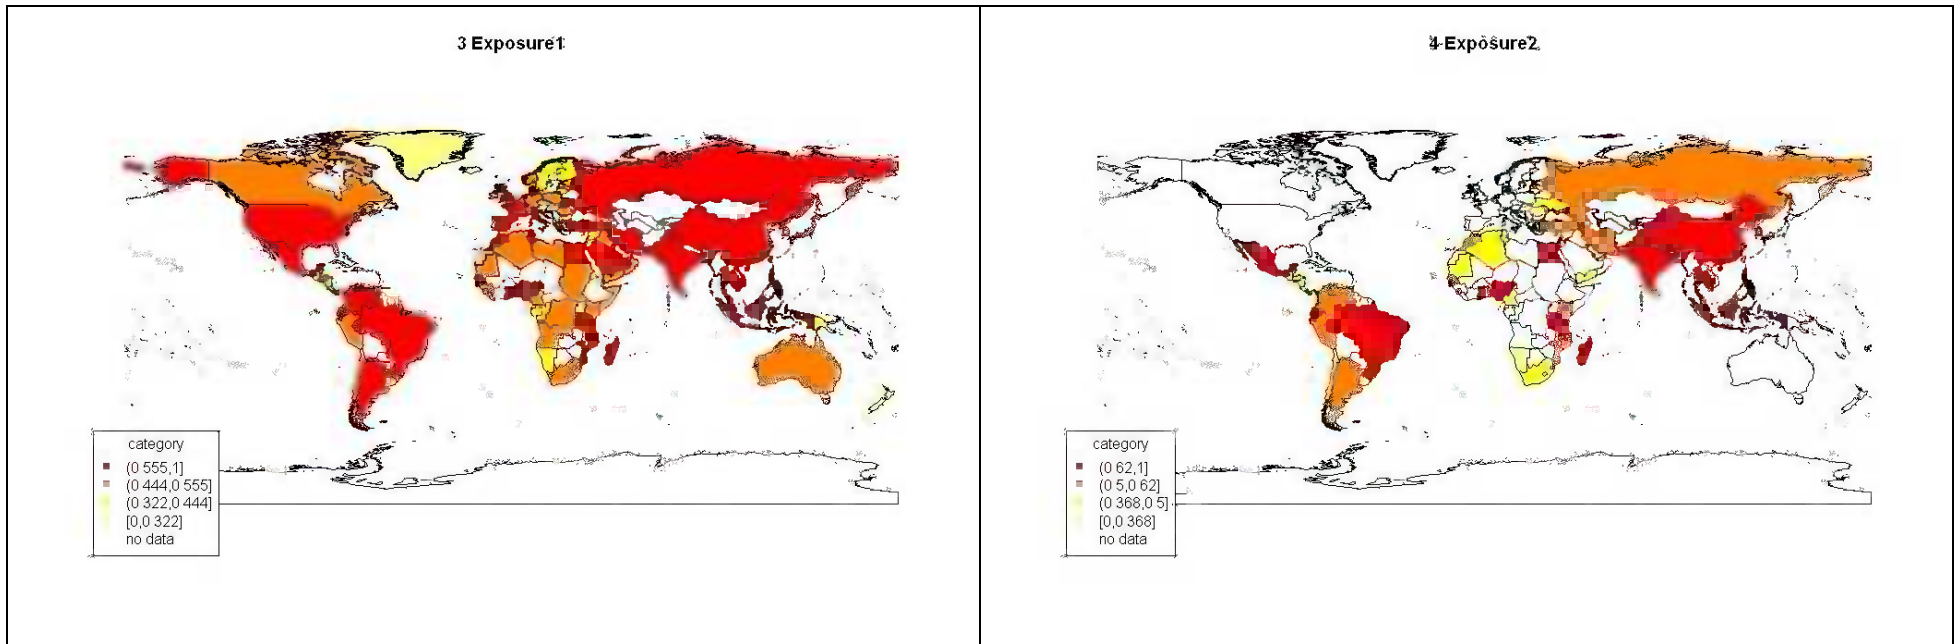 3 Exposure1
category
(0 555,1]
(0 444,0 555]
(0 322,0 444]
[0,0 322]
no data
4 Exposure2
category
(0 62,1]
(0 5,0 62]
(0 368,0 5]
[0,0 368]
no data